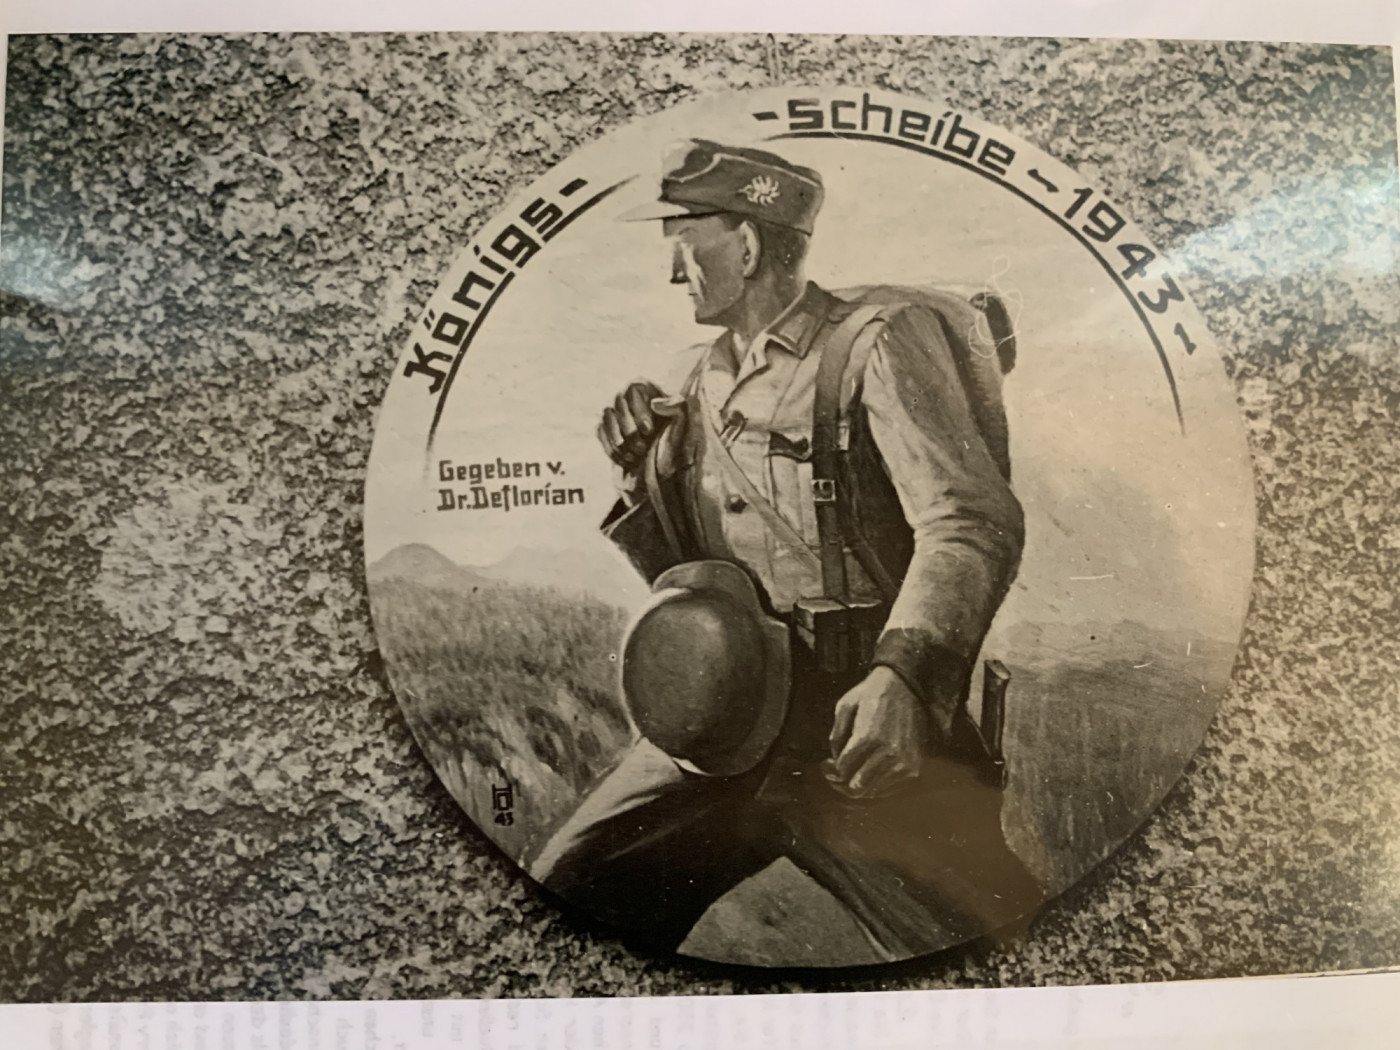 Königs-
-Scheibe-1943-
Gegeben v.
Dr. Deflorian
43